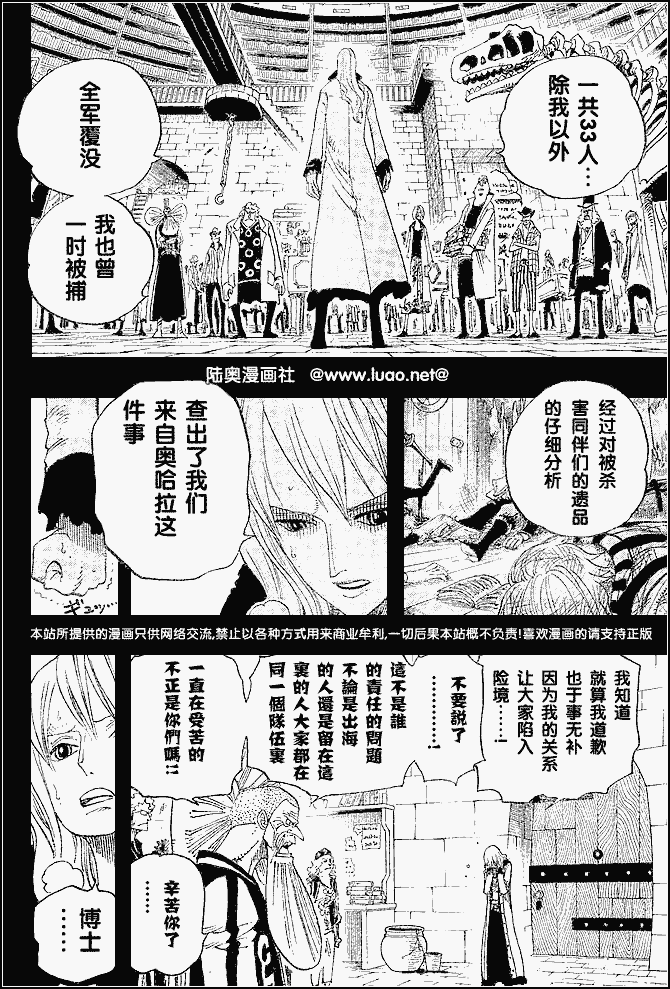 一共33人…
除我以外
全军覆没
我也曾
一时被捕
陆奥漫画社 @www.luao.net@
经过对被杀
害同伴们的遗品
的仔细分析
查出了我们
来自奥哈拉这
件事
ギュッ…
本站所提供的漫画只供网络交流,禁止以各种方式用来商业牟利,一切后果本站概不负责!喜欢漫画的请支持正版
我知道
就算我道歉
也于事无补
因为我的关系
让大家陷入
险境……!
不要說了
………!
這不是誰
的責任的問題
不論是出海
的人還是留在這
裏的人大家都在
同一個隊伍裏
一直在受苦的
不正是你們嗎!!
辛苦你了
……
博士
……